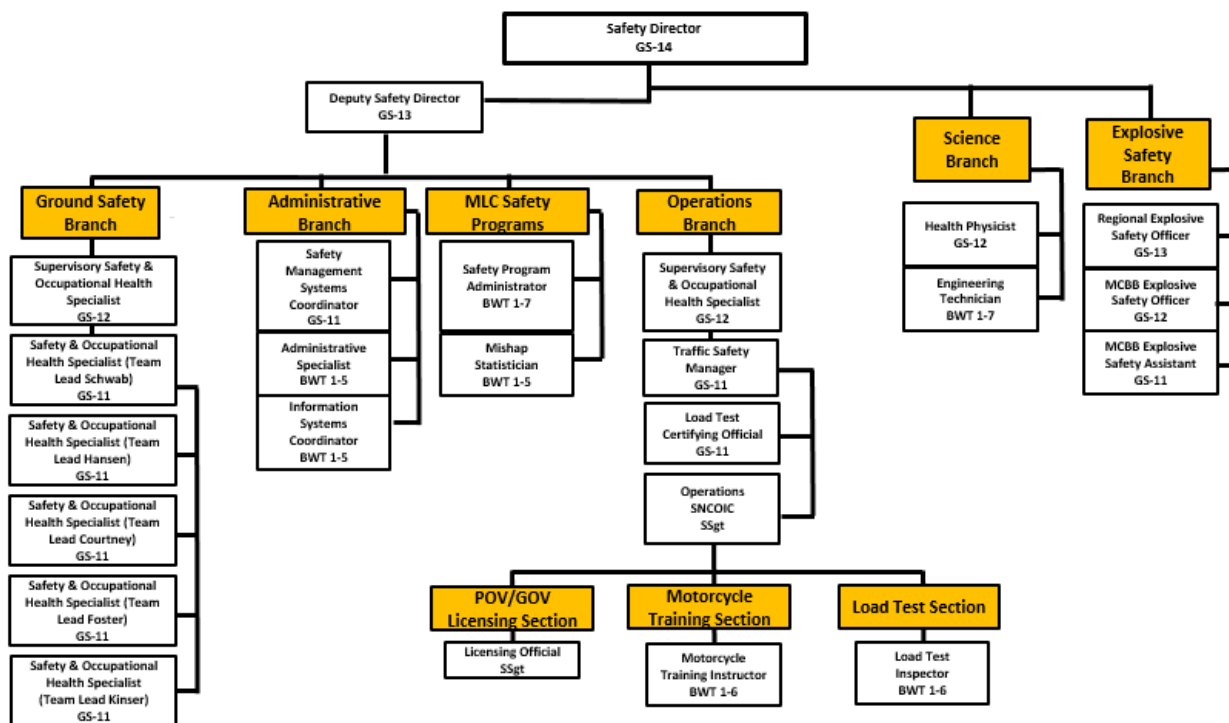 Safety Director
GS-14
Deputy Safety Director
GS-13
Science
Branch
Explosive
Safety
Branch
Ground Safety
Branch
Administrative
Branch
MLC Safety
Programs
Operations
Branch
Supervisory Safety &
Occupational Health
Specialist
GS-12
Safety & Occupational
Health Specialist (Team
Lead Schwab)
GS-11
Safety & Occupational
Health Specialist (Team
Lead Hansen)
GS-11
Safety & Occupational
Health Specialist (Team
Lead Courtney)
GS-11
Safety & Occupational
Health Specialist (Team
Lead Foster)
GS-11
Safety & Occupational
Health Specialist
(Team Lead Kinser)
GS-11
Safety
Management
Systems
Coordinator
GS-11
Administrative
Specialist
BWT 1-5
Information
Systems
Coordinator
BWT 1-5
Safety Program
Administrator
BWT 1-7
Mishap
Statistician
BWT 1-5
Supervisory Safety
& Occupational
Health Specialist
GS-12
Traffic Safety
Manager
GS-11
Load Test
Certifying Official
GS-11
Operations
SNCOIC
SSgt
Health Physicist
GS-12
Engineering
Technician
BWT 1-7
Regional Explosive
Safety Officer
GS-13
MCBB Explosive
Safety Officer
GS-12
MCBB Explosive
Safety Assistant
GS-11
POV/GOV
Licensing Section
Licensing Official
SSgt
Motorcycle
Training Section
Motorcycle
Training Instructor
BWT 1-6
Load Test Section
Load Test
Inspector
BWT 1-6